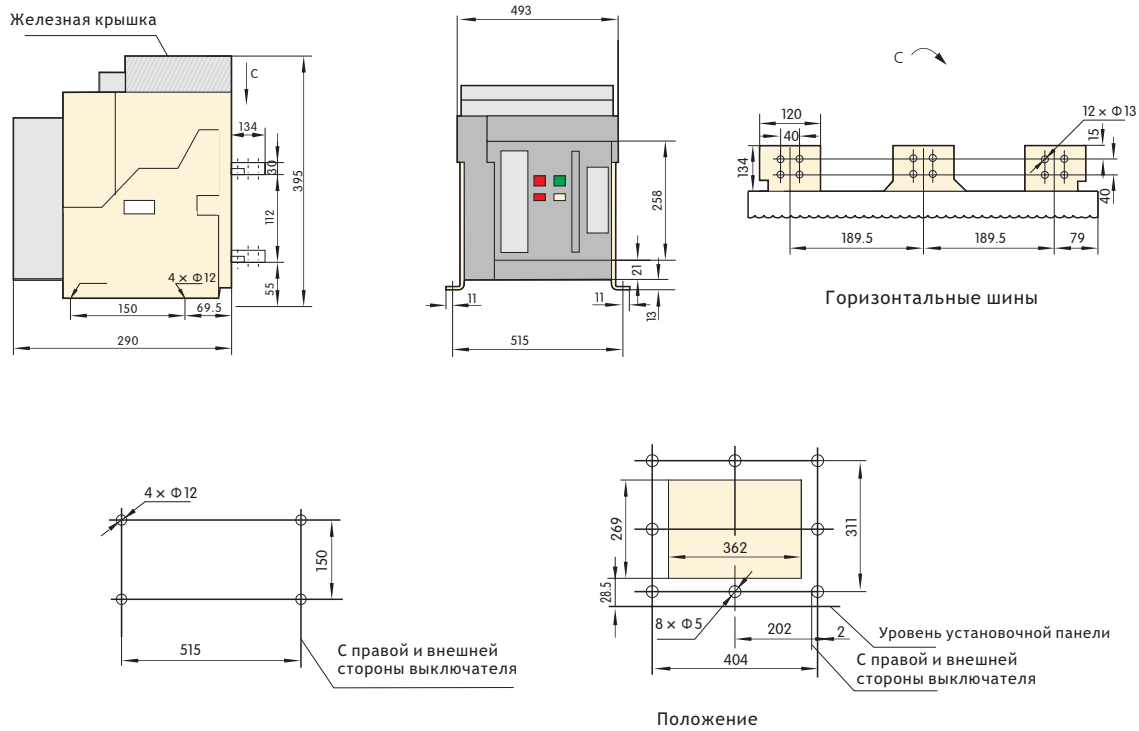 Железная крышка
C
134
30
395
112
4 × Φ12
55
150
69.5
290
493
258
21
11
11
13
515
C
120
12 × Φ13
40
15
134
40
189.5
189.5
79
Горизонтальные шины
4 × Φ12
150
515
С правой и внешней
стороны выключателя
269
362
311
28.5
8 × Φ5
202
2
Уровень установочной панели
404
С правой и внешней
стороны выключателя
Положение